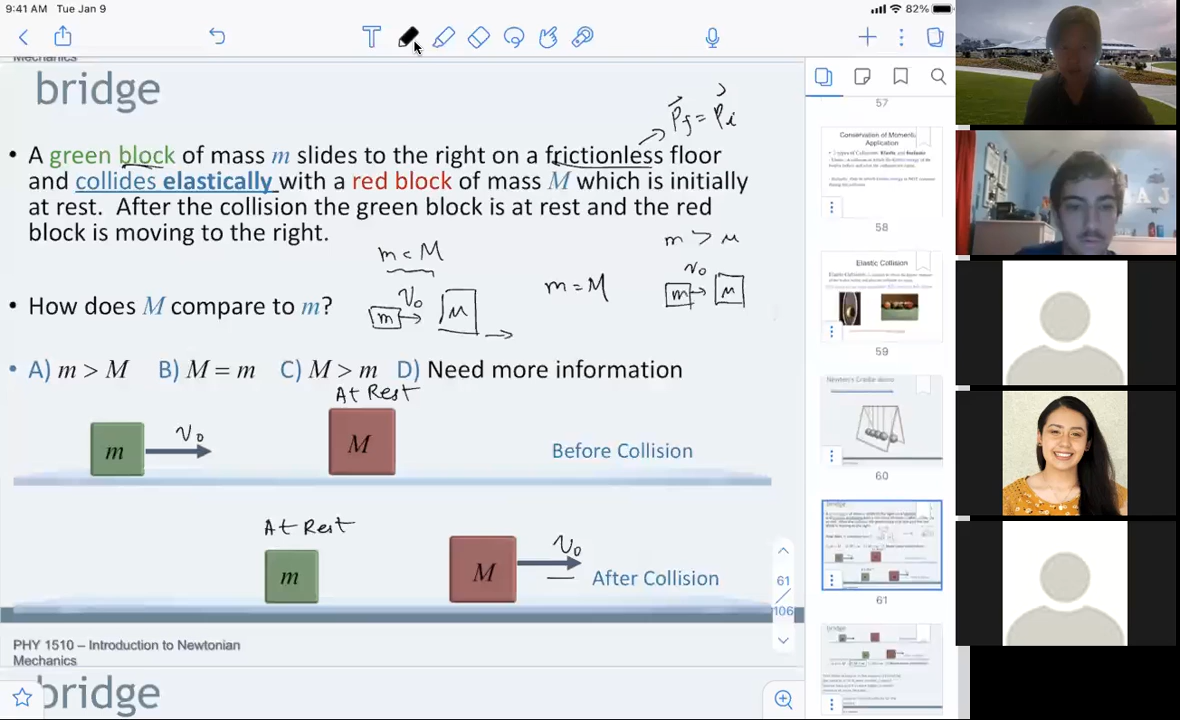 9:41 AM Tue Jan 9
82%
Mechanics
bridge
Pf = Pi
• A green block of mass m slides to the right on a frictionless floor
and collides elastically with a red block of mass M which is initially
at rest. After the collision the green block is at rest and the red
block is moving to the right.
m < M
m > M
m = M
v0
m
M
v0
m
M
• How does M compare to m?
• A) m > M B) M = m C) M > m D) Need more information
At Rest
m
v0
M
Before Collision
At Rest
m
M
v0
After Collision
61
106
PHY 1510 – Introduction to Newtonian
Mechanics
bridge
57
Conservation of Momentum
Application
58
Elastic Collision
59
Newton's Cradle
60
bridge
61
bridge
A J